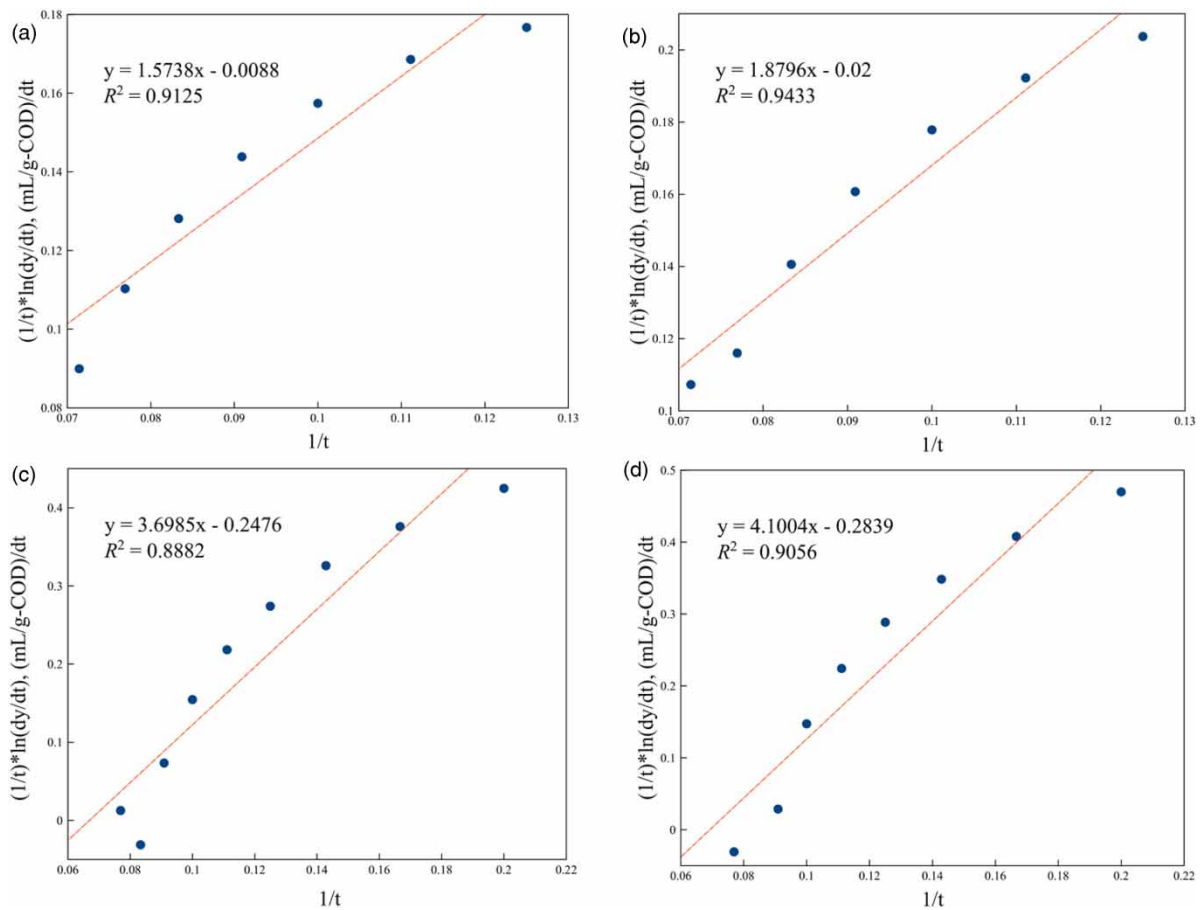 (a)
y = 1.5738x - 0.0088
R² = 0.9125
(1/t)*ln(dy/dt), (mL/g-COD)/dt
0.18
0.16
0.14
0.12
0.1
0.08
0.07 0.08 0.09 0.1 0.11 0.12 0.13
1/t
(b)
y = 1.8796x - 0.02
R² = 0.9433
(1/t)*ln(dy/dt), (mL/g-COD)/dt
0.2
0.18
0.16
0.14
0.12
0.1
0.07 0.08 0.09 0.1 0.11 0.12 0.13
1/t
(c)
y = 3.6985x - 0.2476
R² = 0.8882
(1/t)*ln(dy/dt), (mL/g-COD)/dt
0.4
0.3
0.2
0.1
0
0.06 0.08 0.1 0.12 0.14 0.16 0.18 0.2 0.22
1/t
(d)
y = 4.1004x - 0.2839
R² = 0.9056
(1/t)*ln(dy/dt), (mL/g-COD)/dt
0.5
0.4
0.3
0.2
0.1
0
0.06 0.08 0.1 0.12 0.14 0.16 0.18 0.2 0.22
1/t